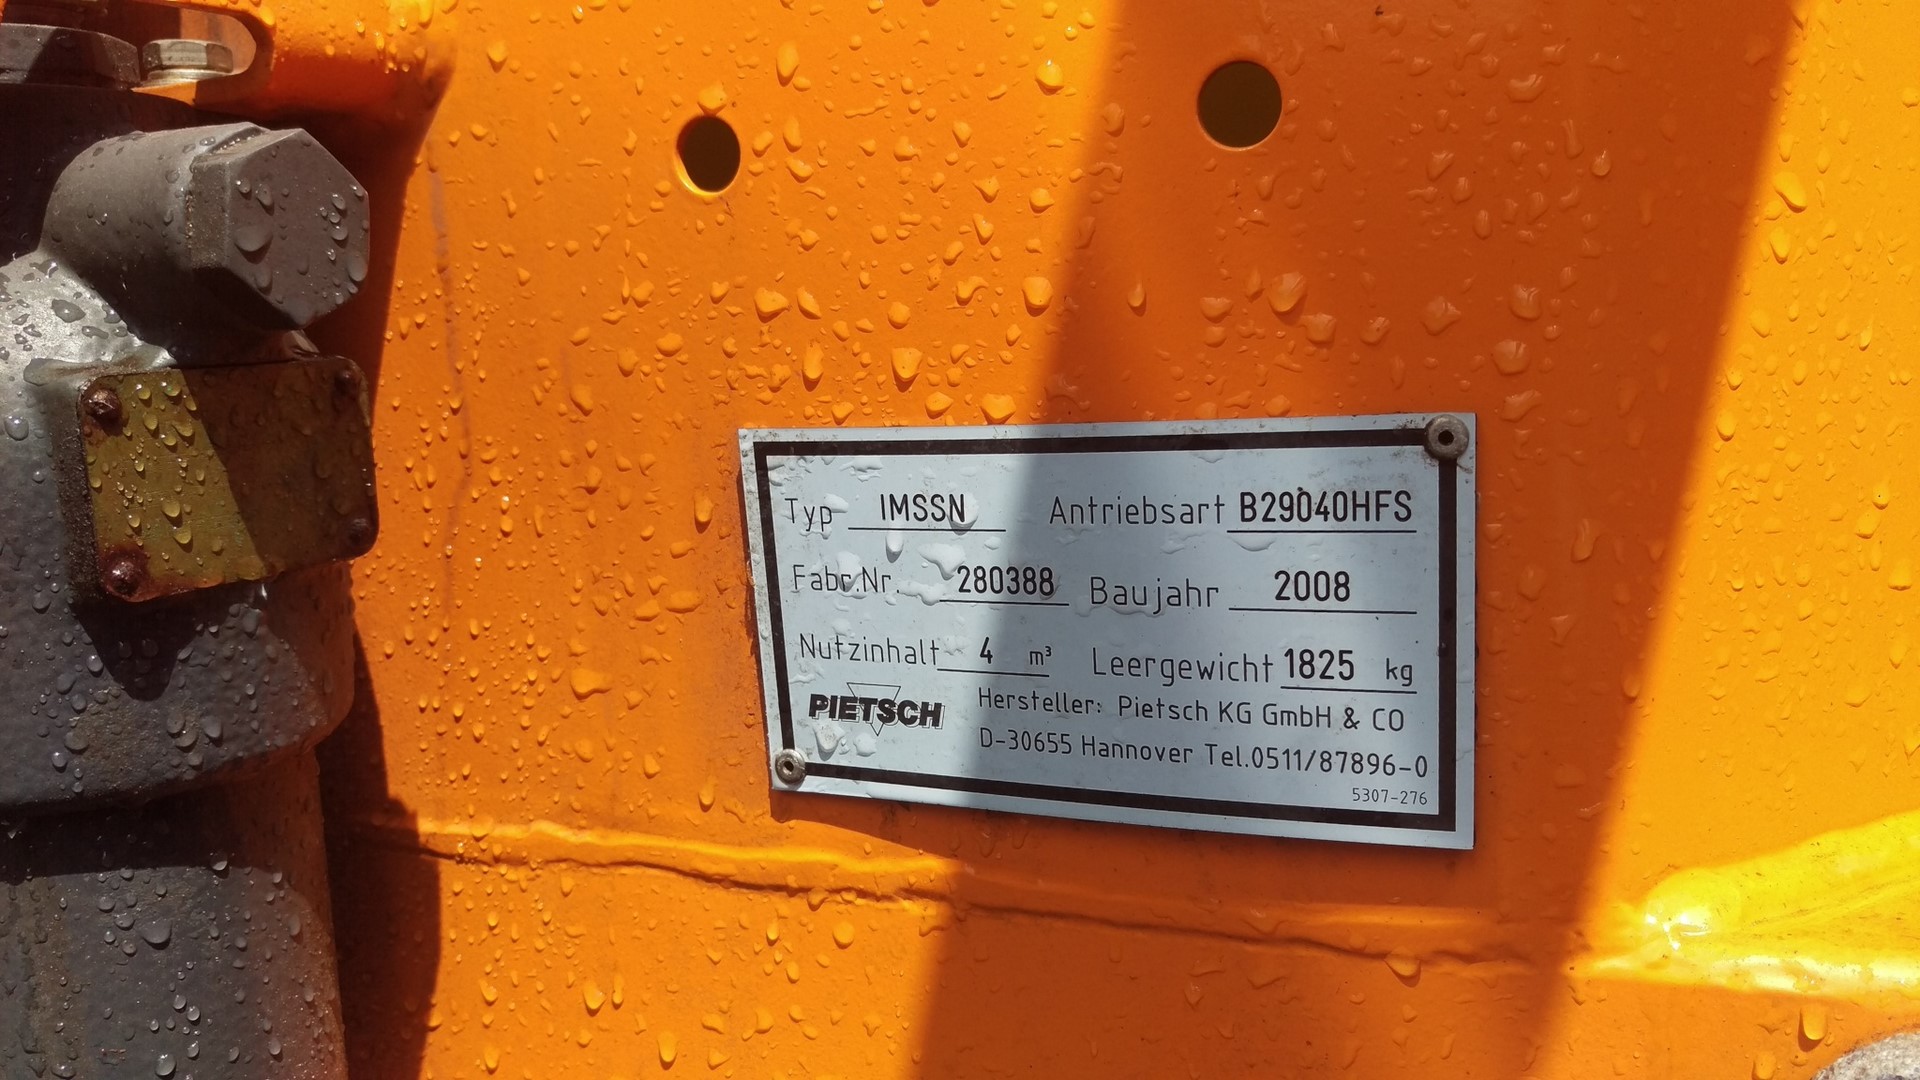 Typ IMSSN Antriebsart B29040HFS
Fabr.Nr. 280388 Baujahr 2008
Nutzinhalt 4 m³ Leergewicht 1825 kg
PIETSCH Hersteller: Pietsch KG GmbH & CO
D-30655 Hannover Tel.0511/87896-0
5307-276